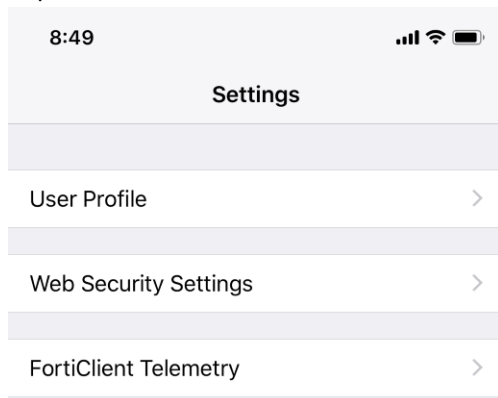 8:49
Settings
User Profile
Web Security Settings
FortiClient Telemetry